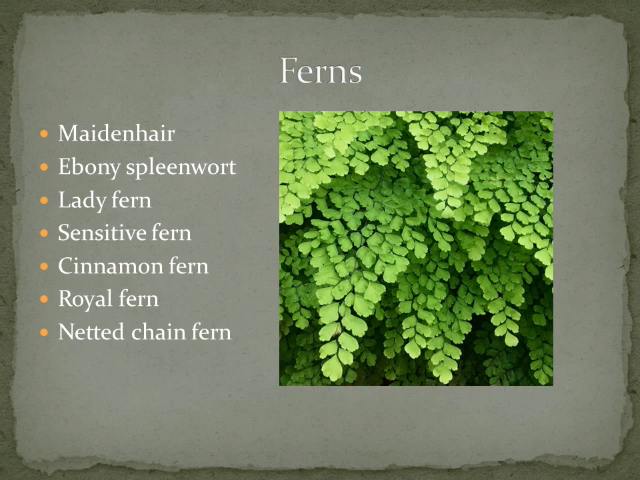 Ferns
Maidenhair
Ebony spleenwort
Lady fern
Sensitive fern
Cinnamon fern
Royal fern
Netted chain fern